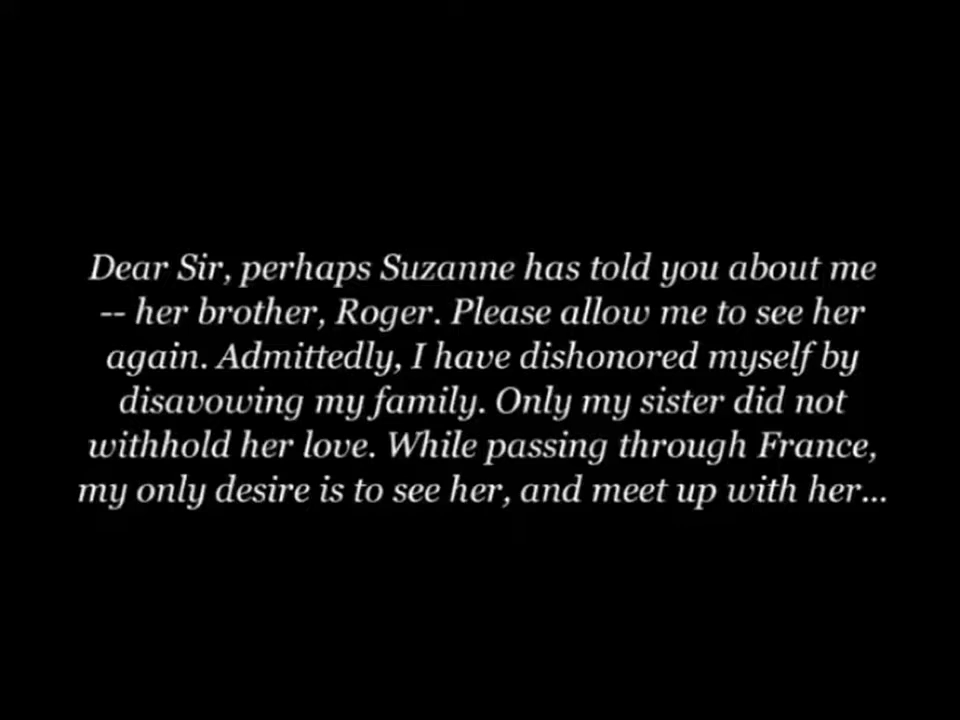 Dear Sir, perhaps Suzanne has told you about me
-- her brother, Roger. Please allow me to see her
again. Admittedly, I have dishonored myself by
disavowing my family. Only my sister did not
withhold her love. While passing through France,
my only desire is to see her, and meet up with her...